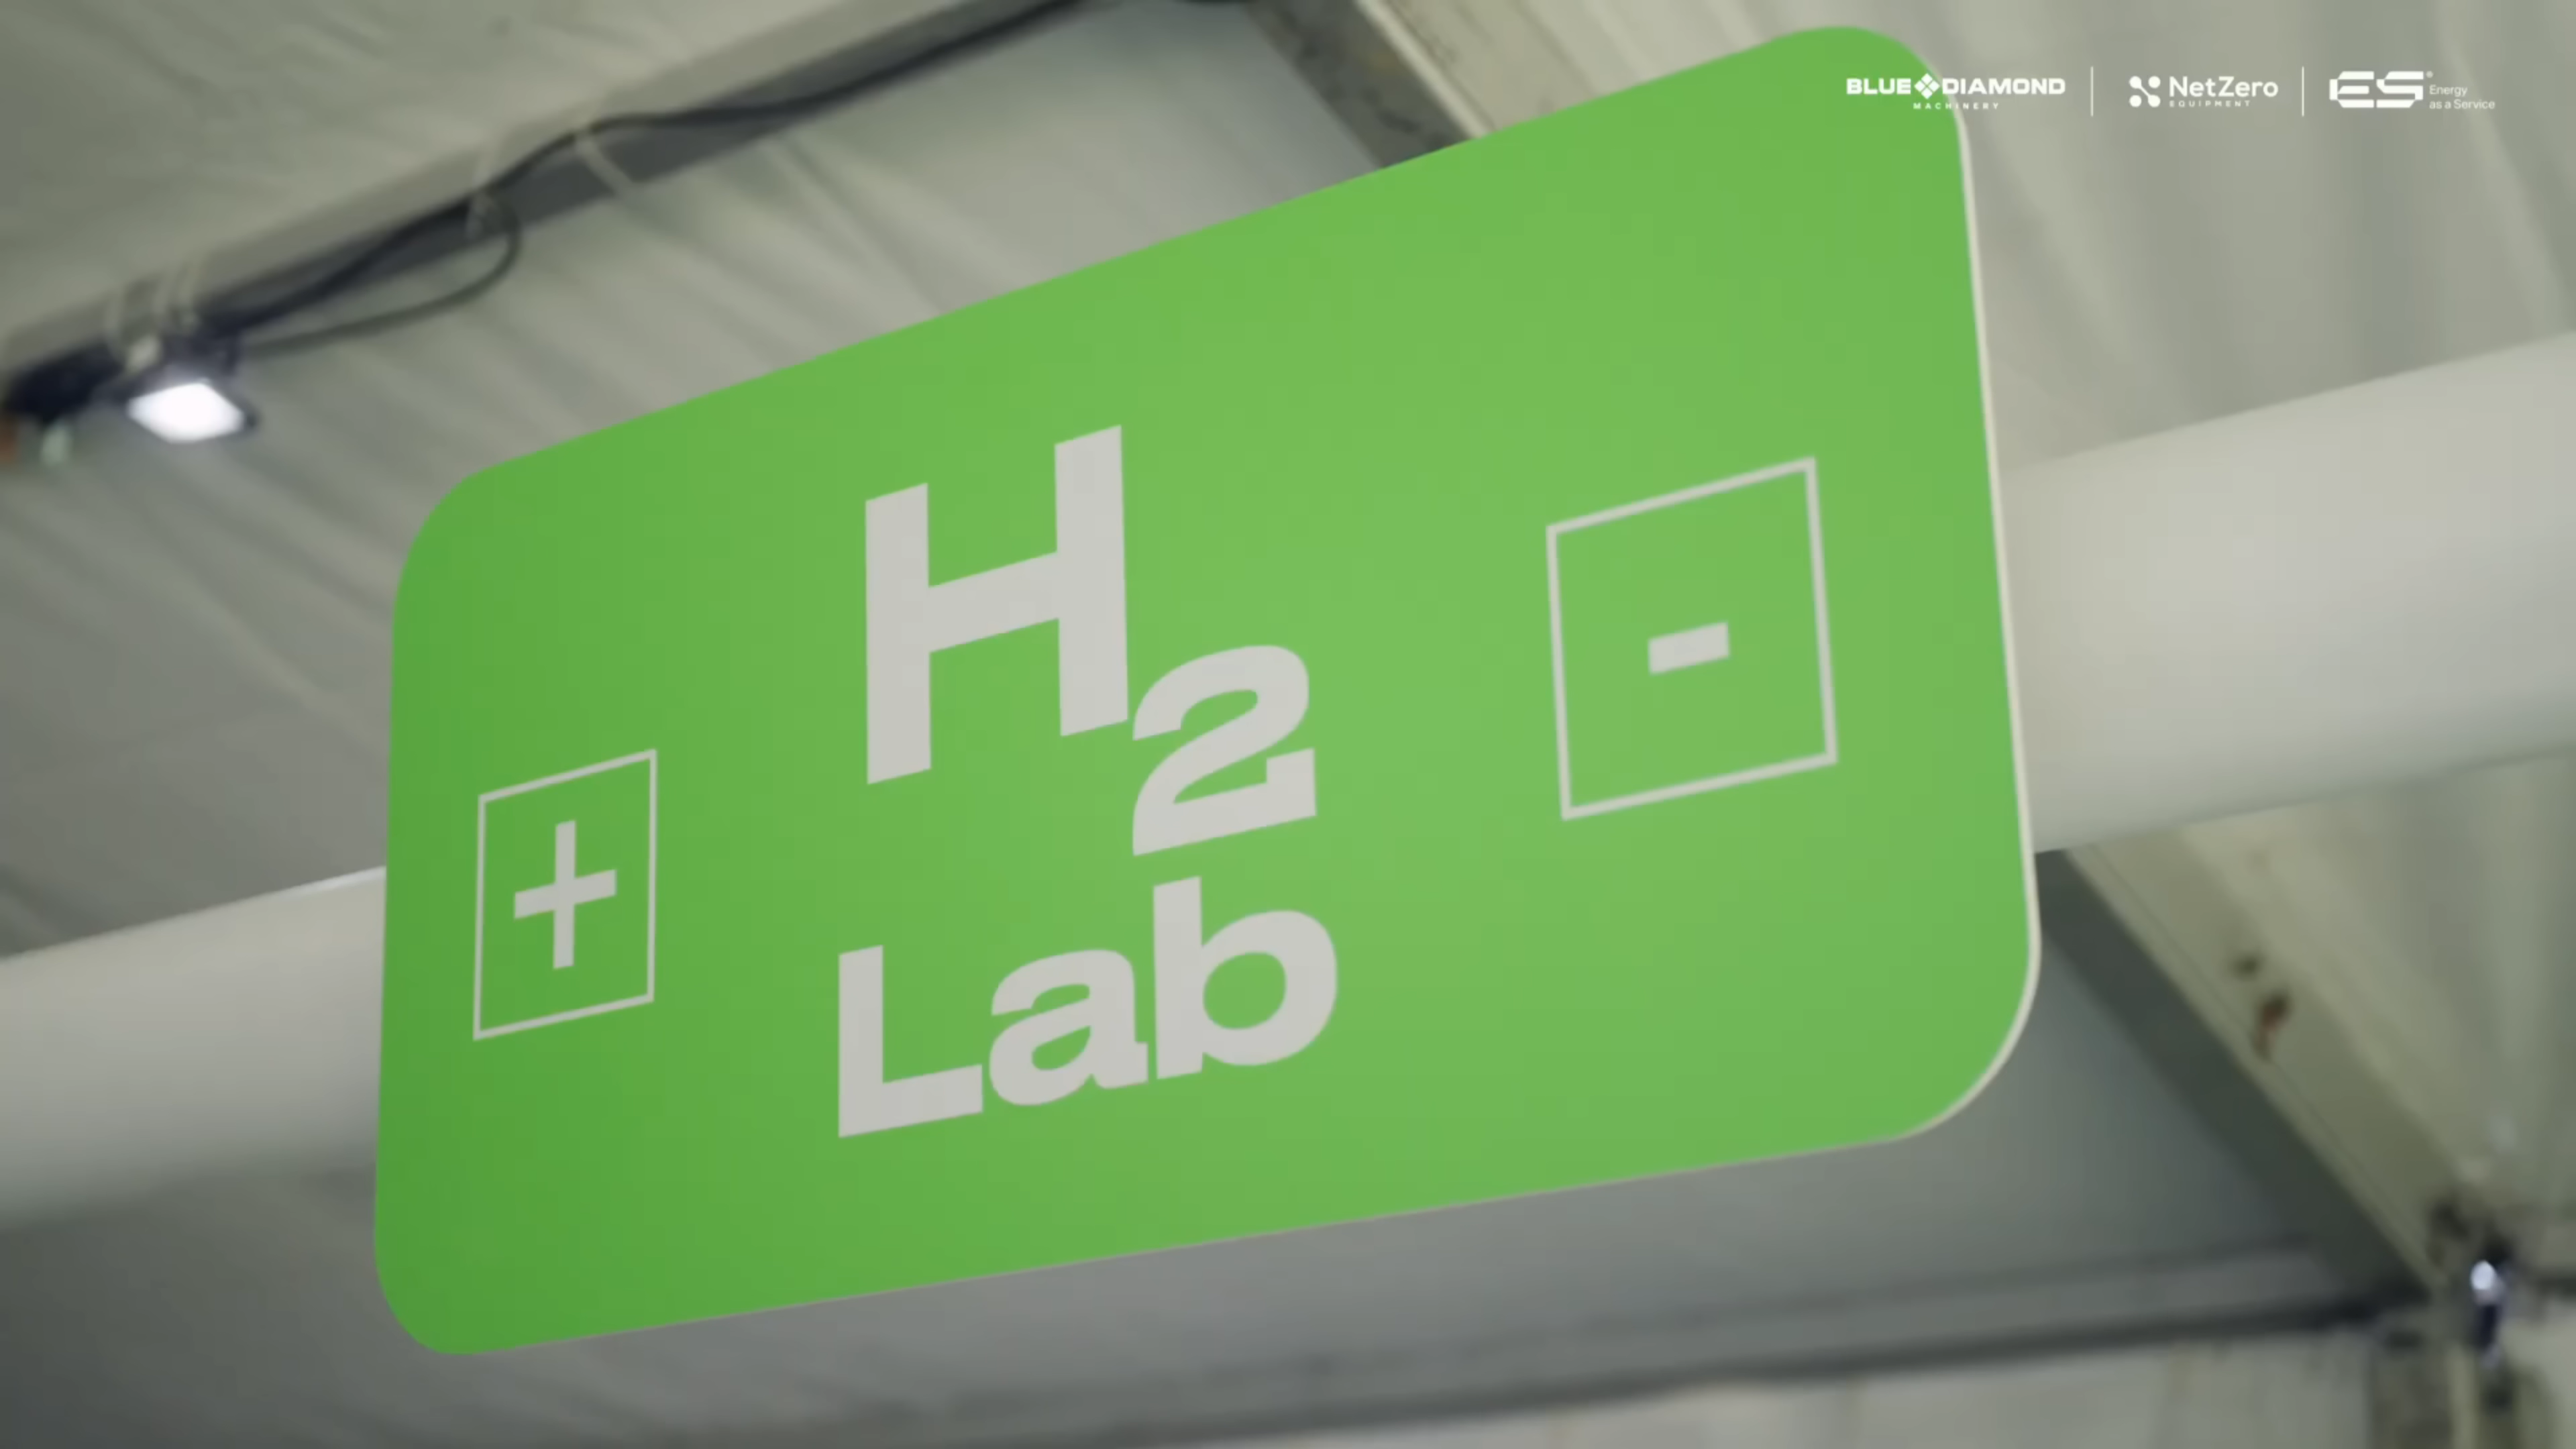 BLUE DIAMOND
MACHINERY
NetZero
EQUIPMENT
ES® Energy
as a Service
H2
Lab
+
-